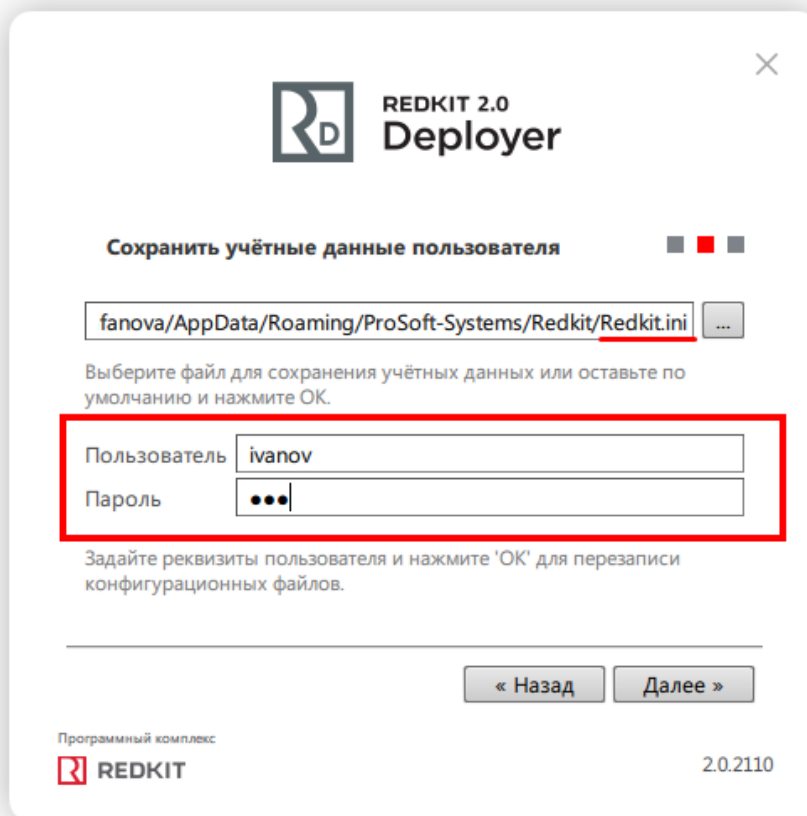 REDKIT 2.0
Deployer
Сохранить учётные данные пользователя
fanova/AppData/Roaming/ProSoft-Systems/Redkit/Redkit.ini ...
Выберите файл для сохранения учётных данных или оставьте по
умолчанию и нажмите ОК.
Пользователь ivanov
Пароль •••
Задайте реквизиты пользователя и нажмите 'ОК' для перезаписи
конфигурационных файлов.
« Назад Далее »
Программный комплекс
REDKIT 2.0.2110